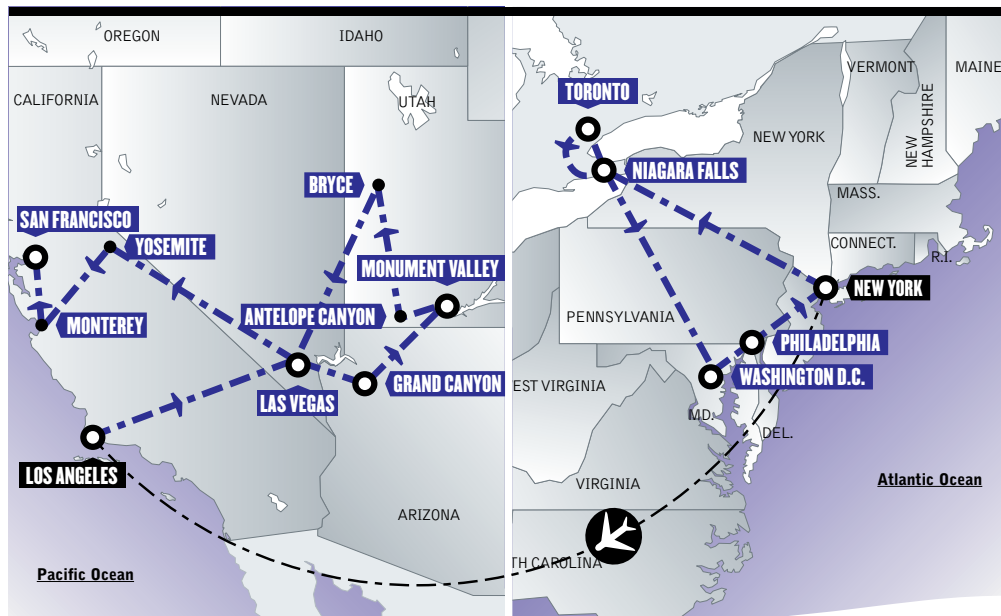 OREGON
IDAHO
CALIFORNIA
NEVADA
UTAH
BRYCE
SAN FRANCISCO
YOSEMITE
MONUMENT VALLEY
ANTELOPE CANYON
MONTEREY
GRAND CANYON
LAS VEGAS
LOS ANGELES
ARIZONA
Pacific Ocean
VERMONT
MAINE
TORONTO
NEW YORK
NEW
HAMPSHIRE
NIAGARA FALLS
MASS.
CONNECT.
R.I.
NEW YORK
PENNSYLVANIA
PHILADELPHIA
WASHINGTON D.C.
EST VIRGINIA
MD.
DEL.
VIRGINIA
Atlantic Ocean
TH CAROLINA